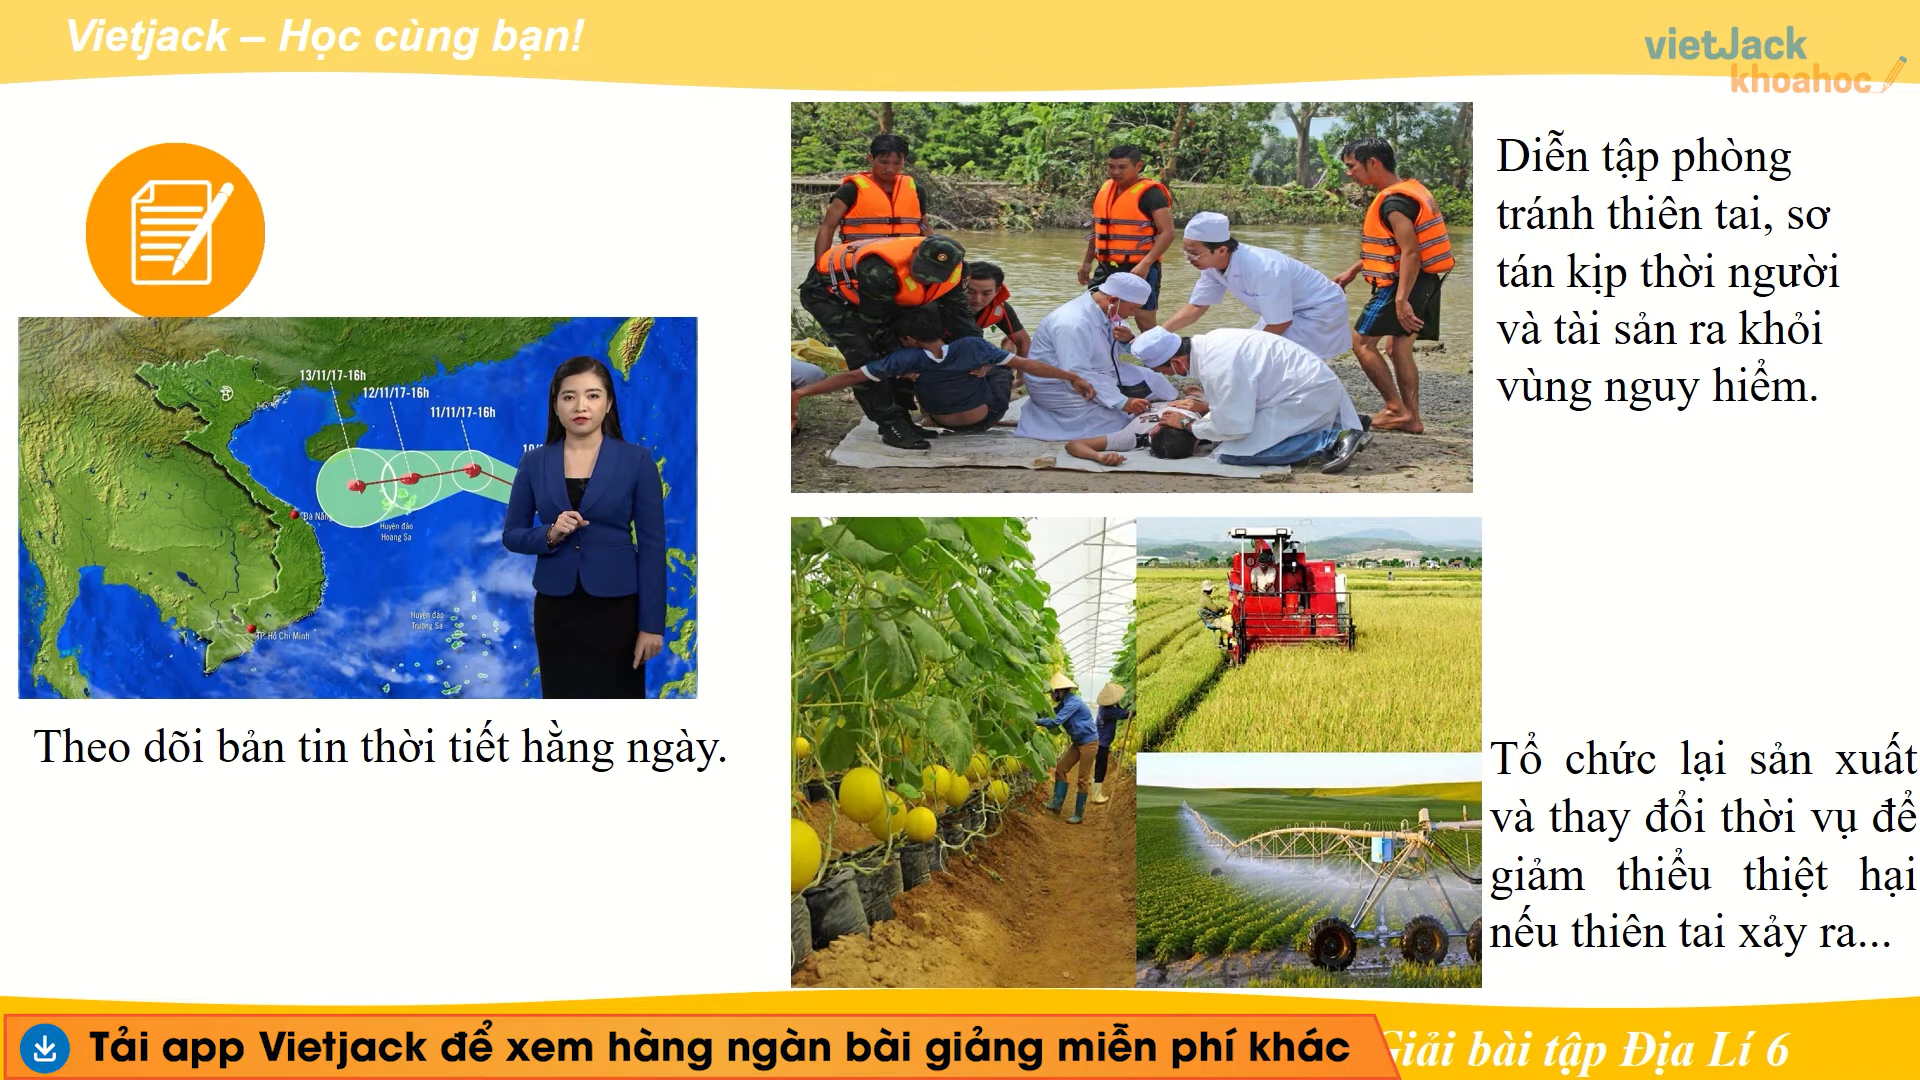 Vietjack – Học cùng bạn!
vietJack
khoahoc
Diễn tập phòng
tránh thiên tai, sơ
tán kịp thời người
và tài sản ra khỏi
vùng nguy hiểm.
13/11/17-16h
12/11/17-16h
11/11/17-16h
Đà Nẵng
Huyện đảo
Hoàng Sa
Huyện đảo
Trường Sa
TP. Hồ Chí Minh
Theo dõi bản tin thời tiết hằng ngày.
Tổ chức lại sản xuất
và thay đổi thời vụ để
giảm thiểu thiệt hại
nếu thiên tai xảy ra...
Tải app Vietjack để xem hàng ngàn bài giảng miễn phí khác
Giải bài tập Địa Lí 6